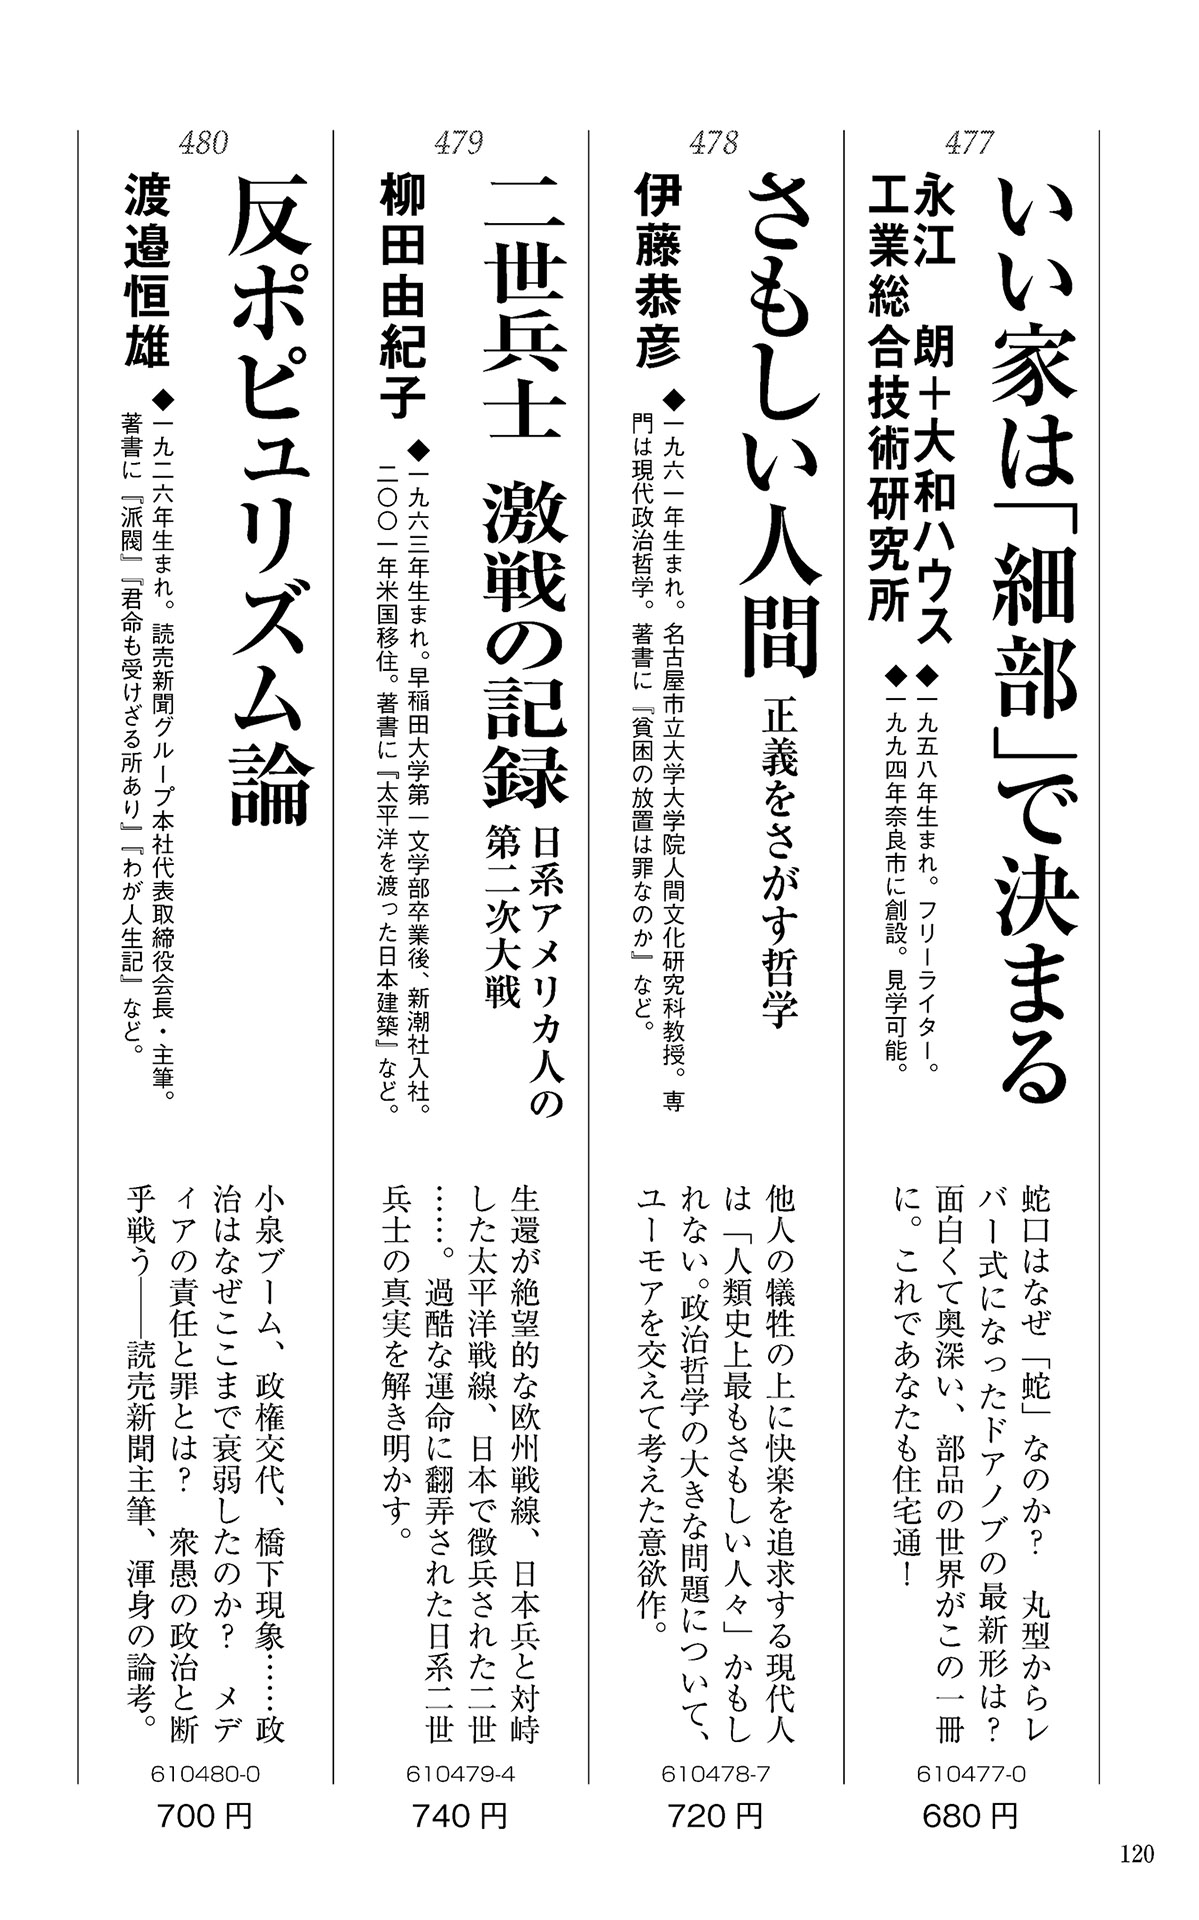 477
いい家は「細部」で決まる
永江 朗＋大和ハウス
工業総合技術研究所
◆一九五八年生まれ。フリーライター。
◆一九九四年奈良市に創設。見学可能。
蛇口はなぜ「蛇」なのか? 丸型からレ
バー式になったドアノブの最新形は?
面白くて奥深い、部品の世界がこの一冊
に。これであなたも住宅通!
610477-0
680円
478
さもしい人間
正義をさがす哲学
伊藤恭彦
◆一九六一年生まれ。名古屋市立大学大学院人間文化研究科教授。専
門は現代政治哲学。著書に『貧困の放置は罪なのか』など。
他人の犠牲の上に快楽を追求する現代人
は「人類史上最もさもしい人々」かもし
れない。政治哲学の大きな問題について、
ユーモアを交えて考えた意欲作。
610478-7
720円
479
二世兵士 激戦の記録
日系アメリカ人の
第二次大戦
柳田由紀子
◆一九六三年生まれ。早稲田大学第一文学部卒業後、新潮社入社。
二〇〇一年米国移住。著書に『太平洋を渡った日本建築』など。
生還が絶望的な欧州戦線、日本兵と対峙
した太平洋戦線、日本で徴兵された二世
……。過酷な運命に翻弄された日系二世
兵士の真実を解き明かす。
610479-4
740円
480
反ポピュリズム論
渡邉恒雄
◆一九二六年生まれ。読売新聞グループ本社代表取締役会長・主筆。
著書に『派閥』『君命も受けざる所あり』『わが人生記』など。
小泉ブーム、政権交代、橋下現象……政
治はなぜここまで衰弱したのか? メデ
ィアの責任と罪とは? 衆愚の政治と断
乎戦う――読売新聞主筆、渾身の論考。
610480-0
700円
120